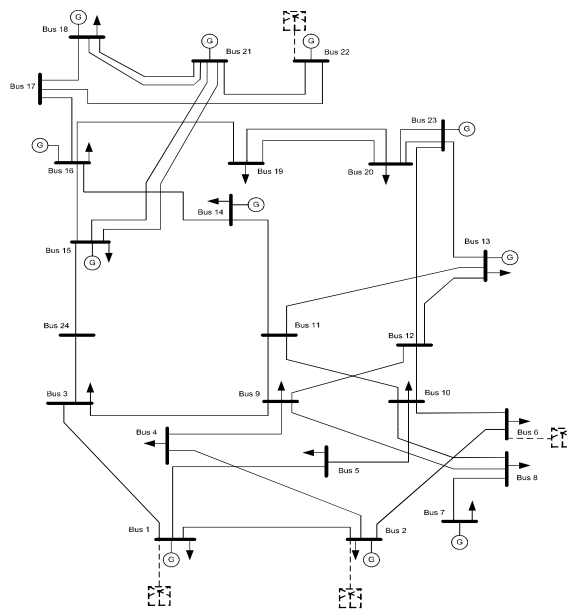 G
Bus 18
G
Bus 21
G
Bus 22
Bus 17
Bus 23
G
G
Bus 16
Bus 19
Bus 20
Bus 14
G
Bus 15
G
Bus 13
G
Bus 24
Bus 11
Bus 12
Bus 3
Bus 9
Bus 10
Bus 4
Bus 6
Bus 5
Bus 8
Bus 7
G
Bus 1
G
Bus 2
G